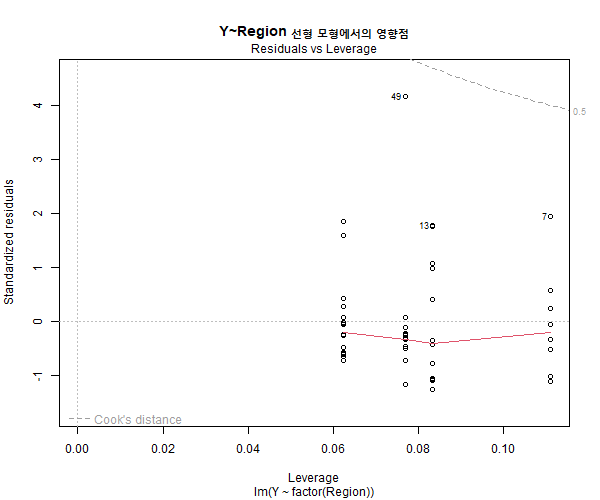 Y~Region 선형 모형에서의 영향점
Residuals vs Leverage
Standardized residuals
4
3
2
1
0
-1
49
13
7
0.5
Cook's distance
0.00
0.02
0.04
0.06
0.08
0.10
Leverage
lm(Y ~ factor(Region))